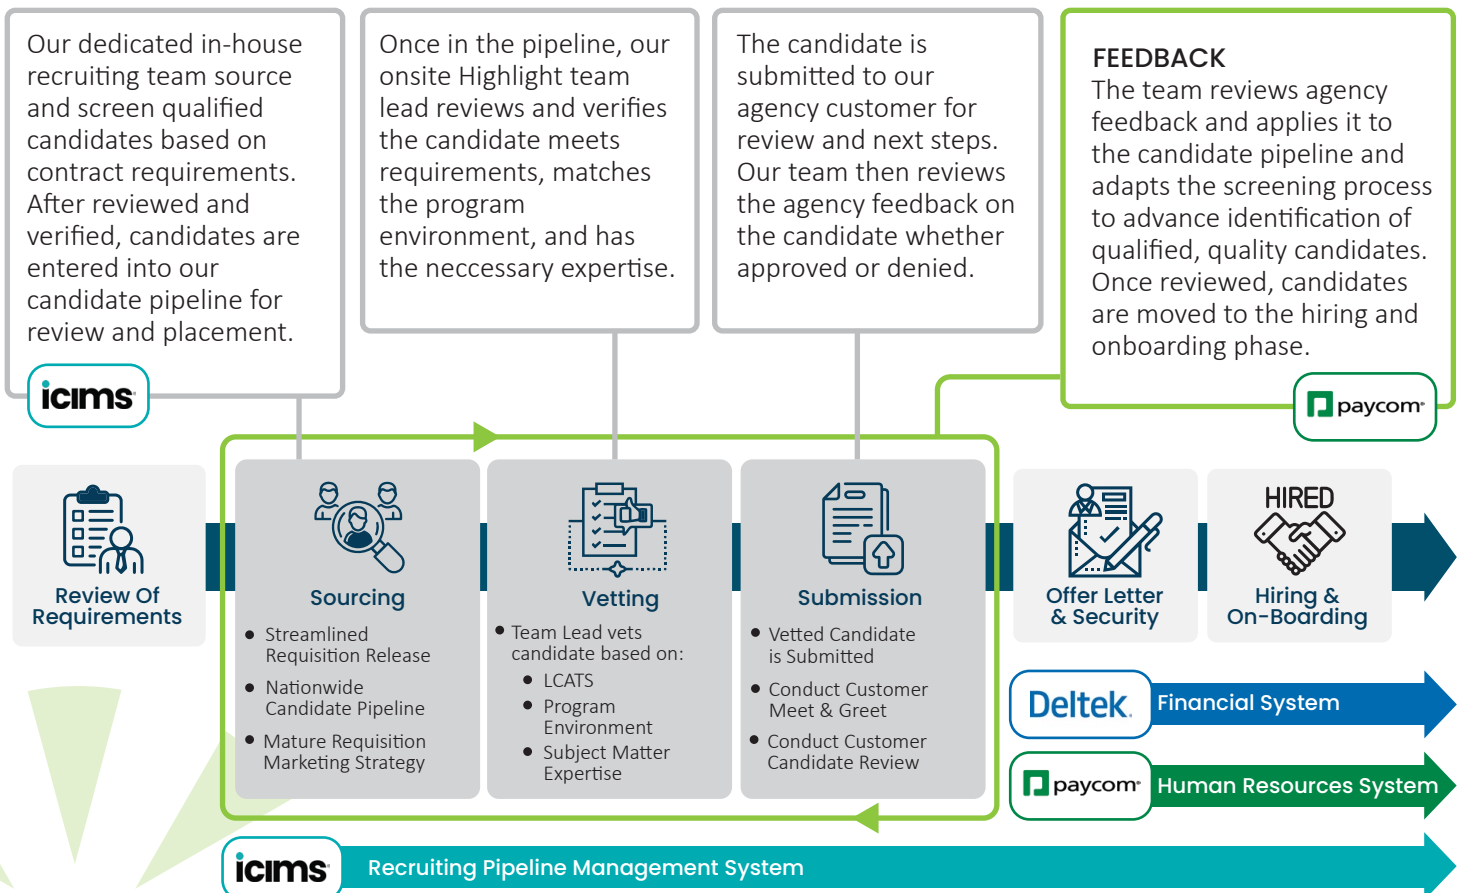 Our dedicated in-house
recruiting team source
and screen qualified
candidates based on
contract requirements.
After reviewed and
verified, candidates are
entered into our
candidate pipeline for
review and placement.
icims
Once in the pipeline, our
onsite Highlight team
lead reviews and verifies
the candidate meets
requirements, matches
the program
environment, and has
the neccessary expertise.
The candidate is
submitted to our
agency customer for
review and next steps.
Our team then reviews
the agency feedback on
the candidate whether
approved or denied.
FEEDBACK
The team reviews agency
feedback and applies it to
the candidate pipeline and
adapts the screening process
to advance identification of
qualified, quality candidates.
Once reviewed, candidates
are moved to the hiring and
onboarding phase.
paycom
Review Of
Requirements
Sourcing
• Streamlined
Requisition Release
• Nationwide
Candidate Pipeline
• Mature Requisition
Marketing Strategy
Vetting
• Team Lead vets
candidate based on:
• LCATS
• Program
Environment
• Subject Matter
Expertise
Submission
• Vetted Candidate
is Submitted
• Conduct Customer
Meet & Greet
• Conduct Customer
Candidate Review
Offer Letter
& Security
HIRED
Hiring &
On-Boarding
Deltek. Financial System
paycom Human Resources System
icims Recruiting Pipeline Management System